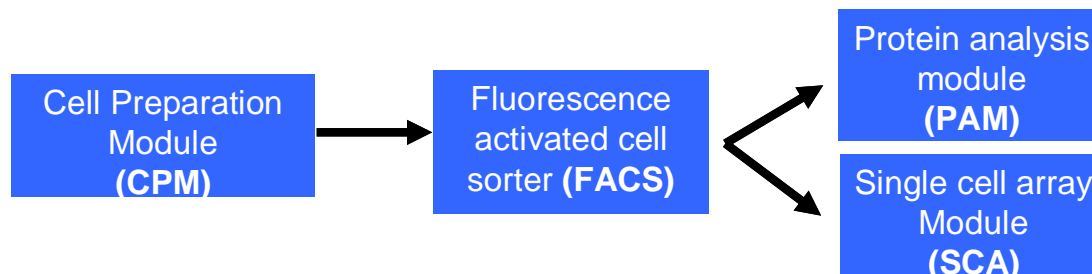 Cell Preparation
Module
(CPM)
Fluorescence
activated cell
sorter (FACS)
Protein analysis
module
(PAM)
Single cell array
Module
(SCA)